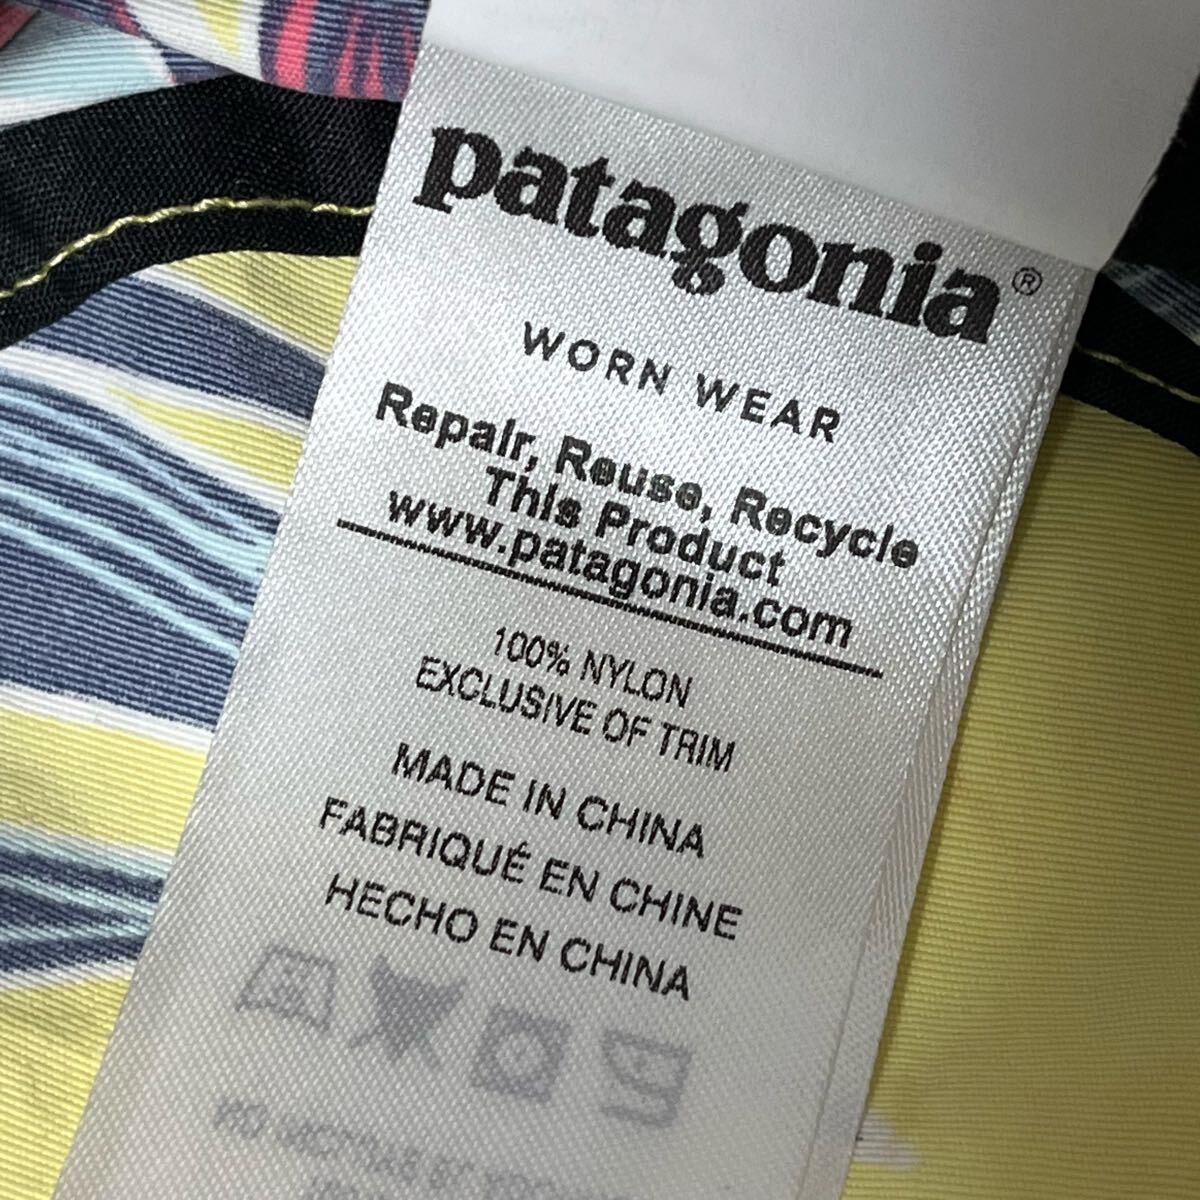 patagonia®
WORN WEAR
Repair, Reuse, Recycle
This Product
www.patagonia.com
100% NYLON
EXCLUSIVE OF TRIM
MADE IN CHINA
FABRIQUÉ EN CHINE
HECHO EN CHINA